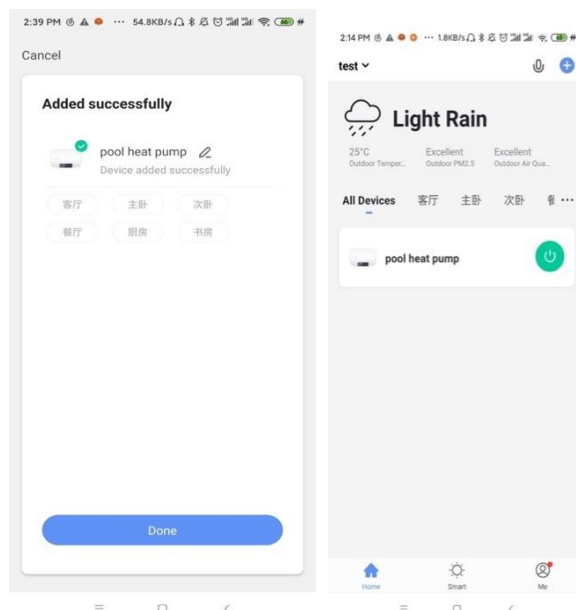 2:39 PM ··· 54.8KB/s
Cancel
Added successfully
pool heat pump
Device added successfully
客厅 主卧 次卧
餐厅 厨房 书房
Done
2:14 PM ··· 1.8KB/s
test
Light Rain
25°C Excellent Excellent
Outdoor Temper... Outdoor PM2.5 Outdoor Air Qua...
All Devices 客厅 主卧 次卧 ···
pool heat pump
Home Smart Me